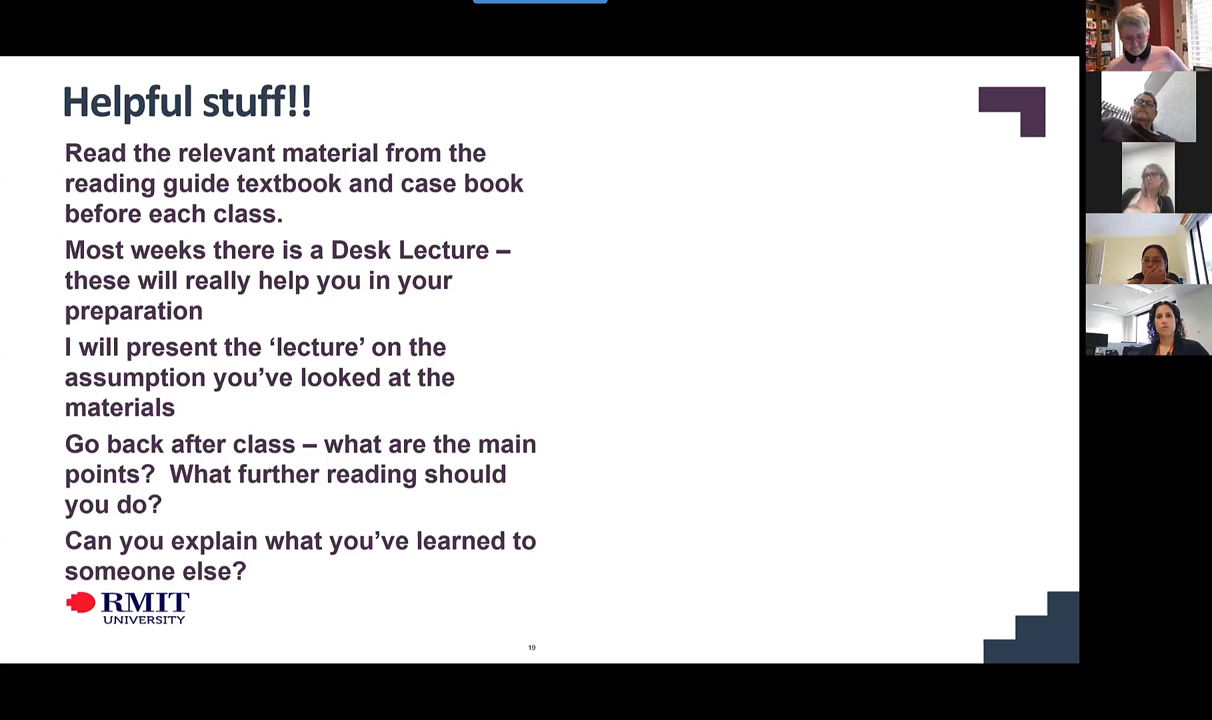 Helpful stuff!!
Read the relevant material from the
reading guide textbook and case book
before each class.
Most weeks there is a Desk Lecture –
these will really help you in your
preparation
I will present the ‘lecture’ on the
assumption you’ve looked at the
materials
Go back after class – what are the main
points?  What further reading should
you do?
Can you explain what you’ve learned to
someone else?
RMIT
UNIVERSITY
19